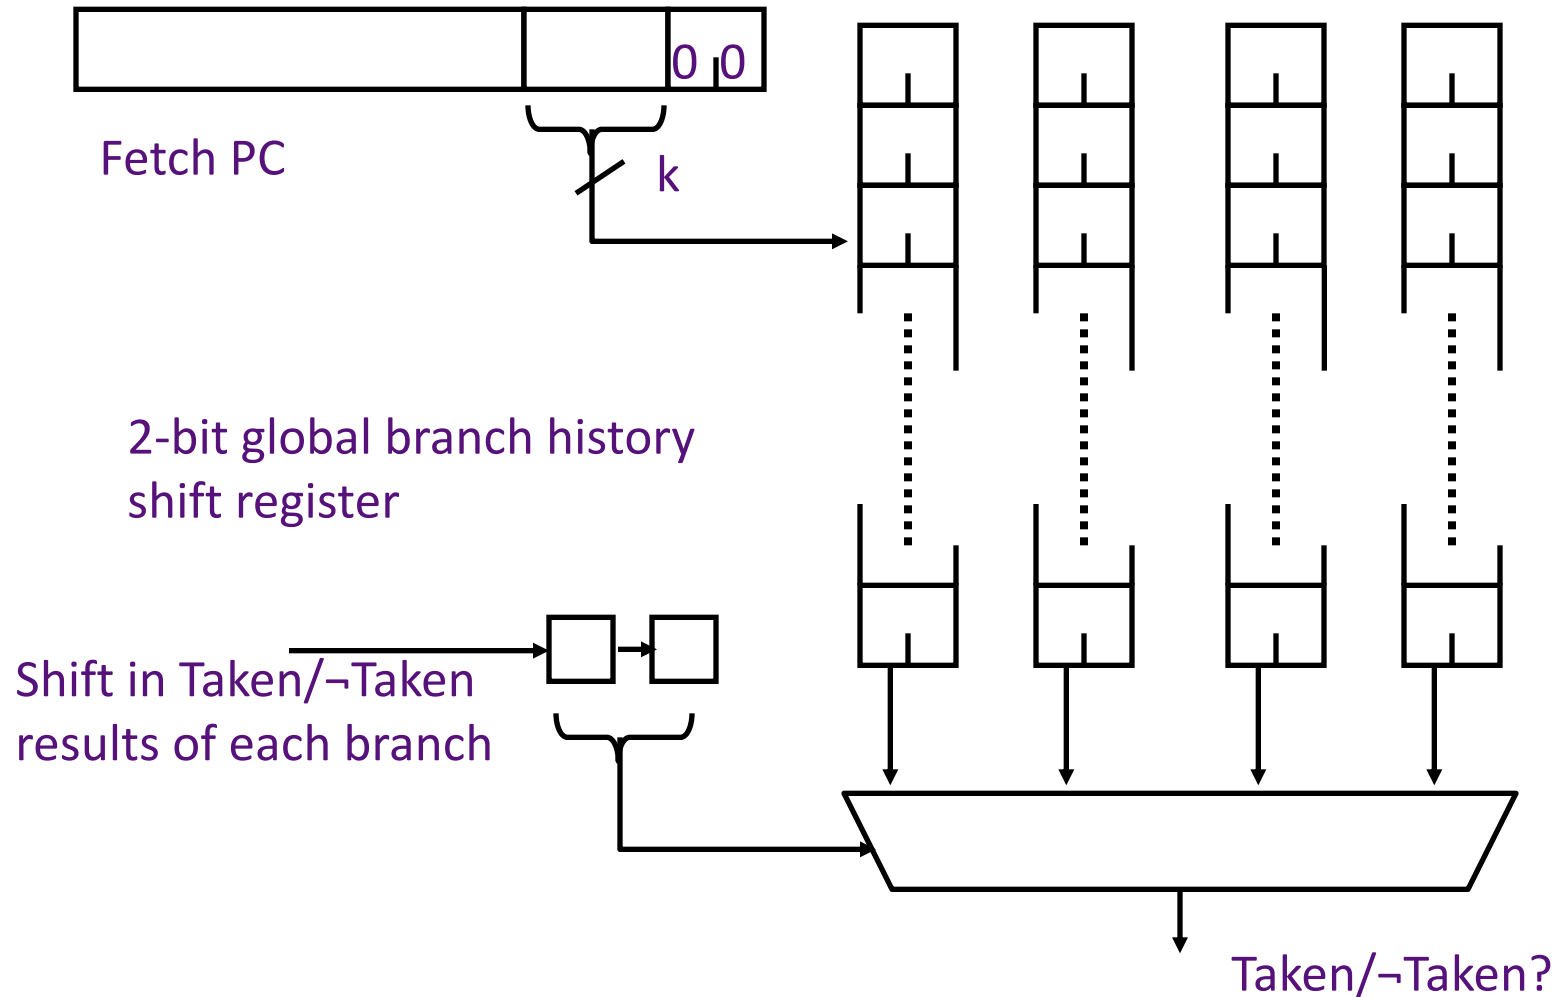 0 0
Fetch PC
k
2-bit global branch history
shift register
Shift in Taken/¬Taken
results of each branch
Taken/¬Taken?